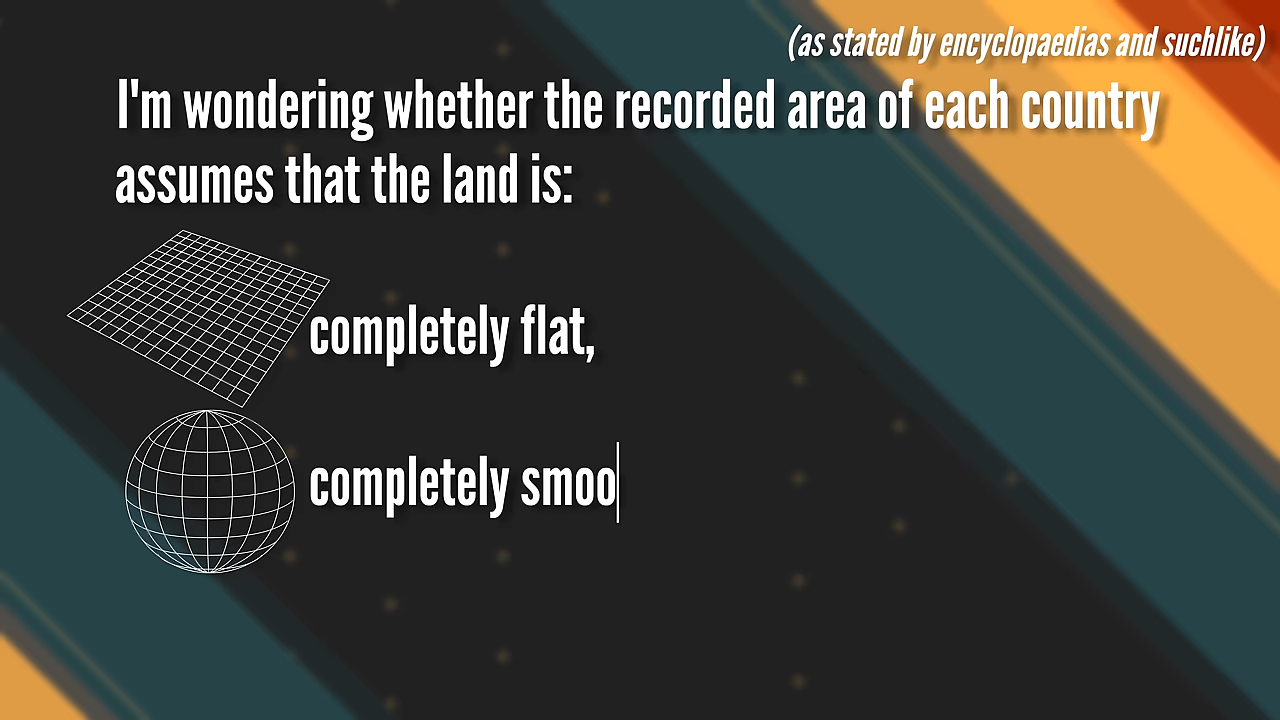 (as stated by encyclopaedias and suchlike)
I'm wondering whether the recorded area of each country
assumes that the land is:
completely flat,
completely smoo